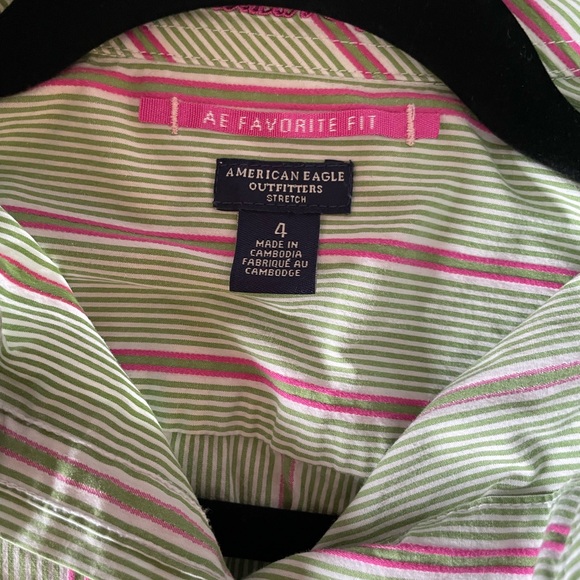 AE FAVORITE FIT
AMERICAN EAGLE
OUTFITTERS
STRETCH
4
MADE IN
CAMBODIA
FABRIQUÉ AU
CAMBODGE